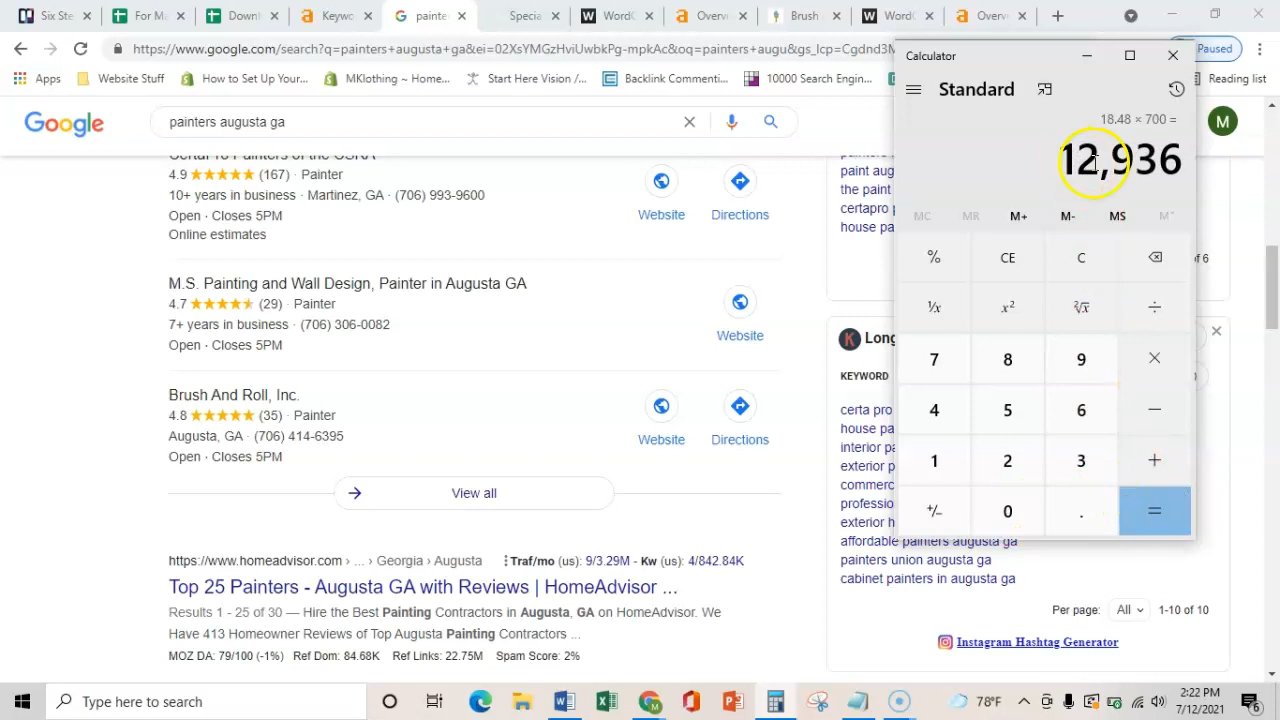 Six Ste
For Ma
Down
Keywo
painte
Specia
WordC
Overv
Brush
WordC
Overv
https://www.google.com/search?q=painters+augusta+ga&ei=02XsYMGzHviUwbkPg-mpkAc&oq=painters+augu&gs_lcp=Cgdnd3M
Paused
Apps
Website Stuff
How to Set Up Your...
MKlothing ~ Home...
Start Here Vision /...
Backlink Commenti...
10000 Search Engin...
Reading list
Google
painters augusta ga
M
4.9 (167) · Painter
10+ years in business · Martinez, GA · (706) 993-9600
Open · Closes 5PM
Online estimates
Website
Directions
M.S. Painting and Wall Design, Painter in Augusta GA
4.7 (29) · Painter
7+ years in business · (706) 306-0082
Open · Closes 5PM
Website
Brush And Roll, Inc.
4.8 (35) · Painter
Augusta, GA · (706) 414-6395
Open · Closes 5PM
Website
Directions
View all
https://www.homeadvisor.com › ... › Georgia › Augusta
Traf/mo (us): 9/3.29M - Kw (us): 4/842.84K
Top 25 Painters - Augusta GA with Reviews | HomeAdvisor ...
Results 1 - 25 of 30 — Hire the Best Painting Contractors in Augusta, GA on HomeAdvisor. We
Have 413 Homeowner Reviews of Top Augusta Painting Contractors ...
MOZ DA: 79/100 (-1%) Ref Dom: 84.68K Ref Links: 22.75M Spam Score: 2%
paint aug
the paint
certapro
house pa
of 6
K Long
KEYWORD
certa pro
house pa
interior p
exterior p
commerc
professio
exterior h
affordable painters augusta ga
painters union augusta ga
cabinet painters in augusta ga
Per page: All 1-10 of 10
Instagram Hashtag Generator
Calculator
Standard
18.48 × 700 =
12,936
MC MR M+ M- MS M˅
% CE C
¹/x x² ²√x ÷
7 8 9 ×
4 5 6 −
1 2 3 +
+/− 0 . =
Type here to search
78°F
2:22 PM
7/12/2021
6